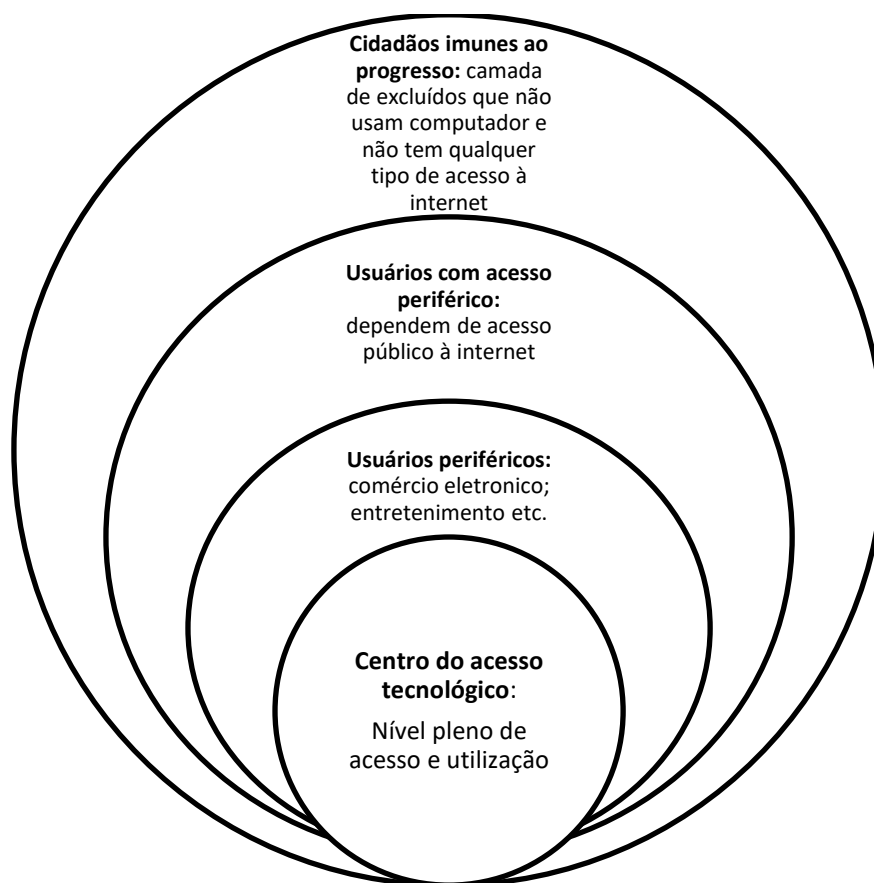 Cidadãos imunes ao
progresso: camada
de excluídos que não
usam computador e
não tem qualquer
tipo de acesso à
internet
Usuários com acesso
periférico:
dependem de acesso
público à internet
Usuários periféricos:
comércio eletronico;
entretenimento etc.
Centro do acesso
tecnológico:
Nível pleno de
acesso e utilização